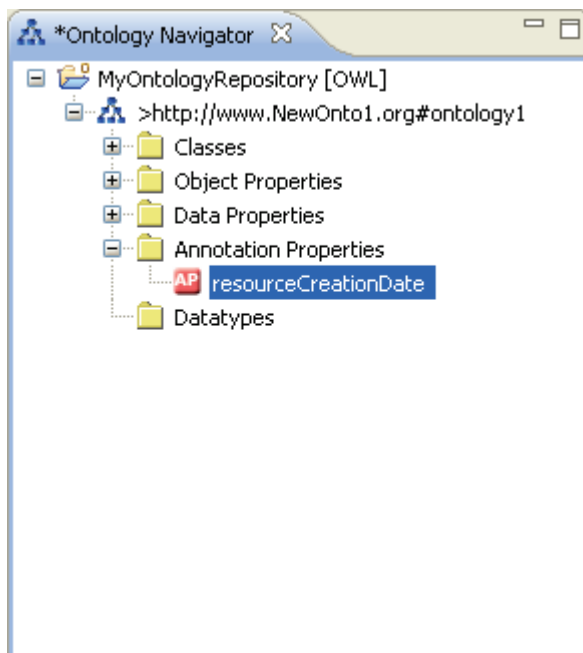 *Ontology Navigator
MyOntologyRepository [OWL]
>http://www.NewOnto1.org#ontology1
Classes
Object Properties
Data Properties
Annotation Properties
AP resourceCreationDate
Datatypes